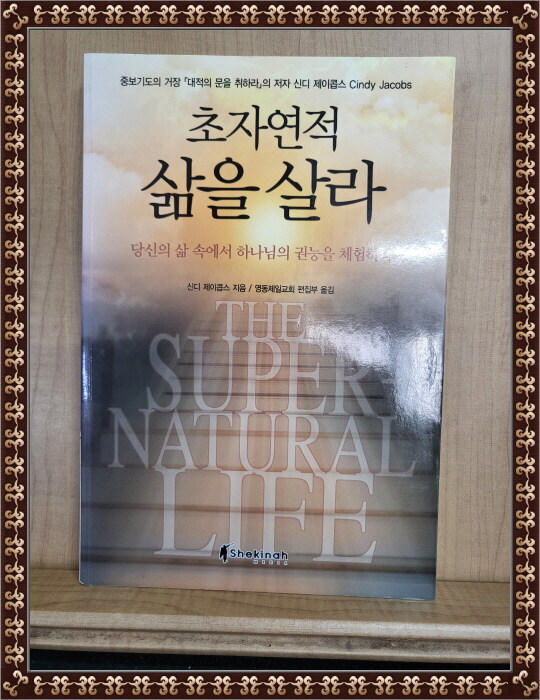 중보기도의 거장 『대적의 문을 취하라』의 저자 신디 제이콥스 Cindy Jacobs
초자연적
삶을 살라
당신의 삶 속에서 하나님의 권능을 체험하
신디 제이콥스 지음 / 영동제일교회 편집부 옮김
THE
SUPER-
NATURAL
LIFE
Shekinah